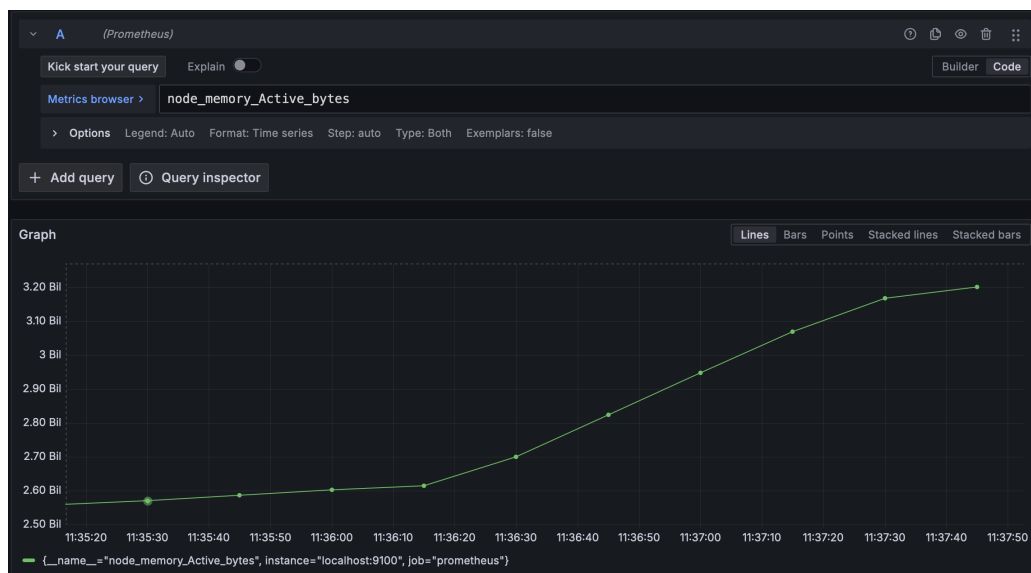 A (Prometheus)
Kick start your query Explain Builder Code
Metrics browser > node_memory_Active_bytes
> Options Legend: Auto Format: Time series Step: auto Type: Both Exemplars: false
+ Add query Query inspector
Graph Lines Bars Points Stacked lines Stacked bars
3.20 Bil
3.10 Bil
3 Bil
2.90 Bil
2.80 Bil
2.70 Bil
2.60 Bil
2.50 Bil
11:35:20 11:35:30 11:35:40 11:35:50 11:36:00 11:36:10 11:36:20 11:36:30 11:36:40 11:36:50 11:37:00 11:37:10 11:37:20 11:37:30 11:37:40 11:37:50
{__name__="node_memory_Active_bytes", instance="localhost:9100", job="prometheus"}